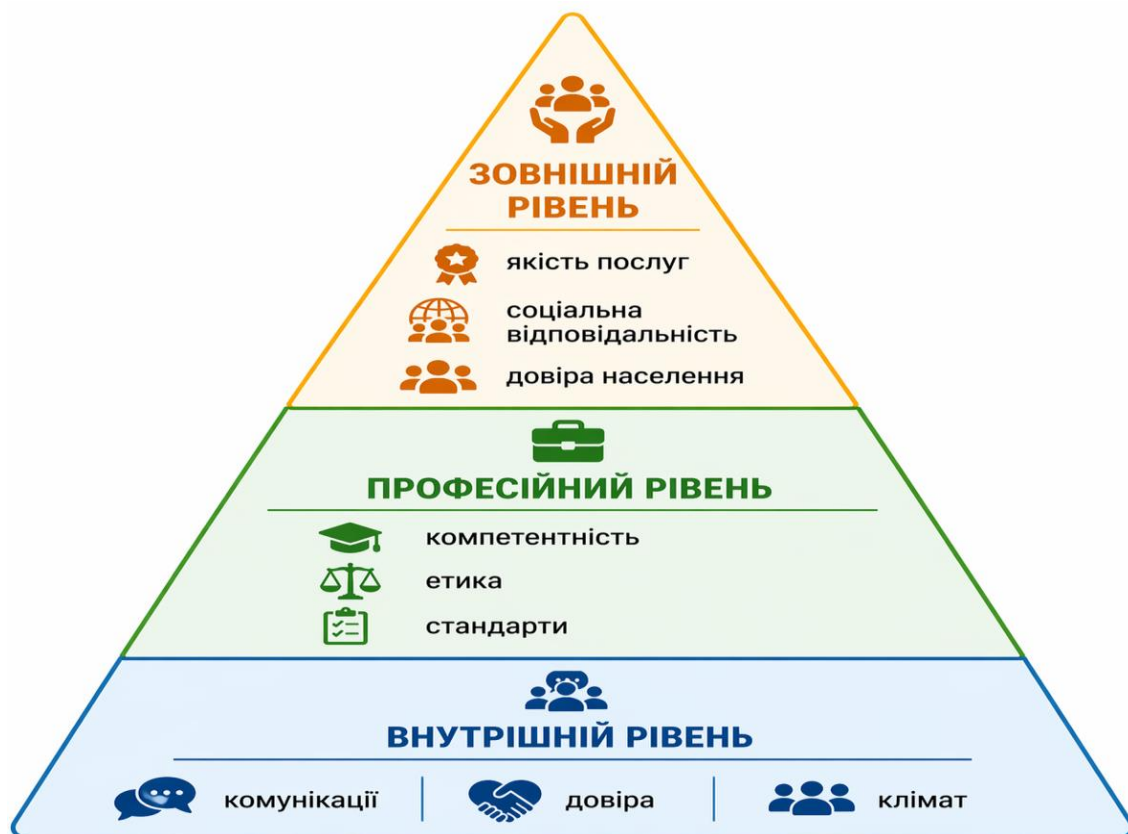 ЗОВНІШНІЙ
РІВЕНЬ
якість послуг
соціальна
відповідальність
довіра населення
ПРОФЕСІЙНИЙ РІВЕНЬ
компетентність
етика
стандарти
ВНУТРІШНІЙ РІВЕНЬ
комунікації
довіра
клімат